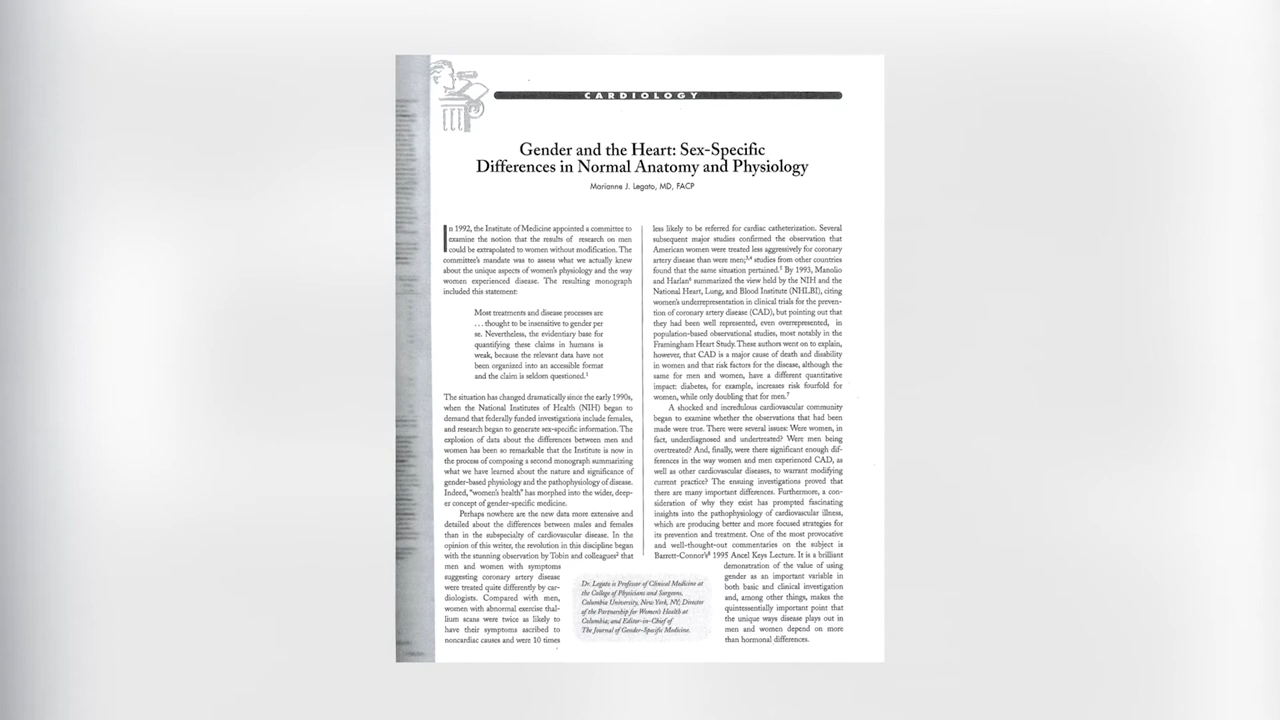 CARDIOLOGY
Gender and the Heart: Sex-Specific
Differences in Normal Anatomy and Physiology
Marianne J. Legato, MD, FACP
In 1992, the Institute of Medicine appointed a committee to
examine the notion that the results of research on men
could be extrapolated to women without modification. The
committee's mandate was to assess what we actually knew
about the unique aspects of women's physiology and the way
women experienced disease. The resulting monograph
included this statement:
Most treatments and disease processes are
. . . thought to be insensitive to gender per
se. Nevertheless, the evidentiary base for
quantifying these claims in humans is
weak, because the relevant data have not
been organized into an accessible format
and the claim is seldom questioned.1
The situation has changed dramatically since the early 1990s,
when the National Institutes of Health (NIH) began to
demand that federally funded investigations include females,
and research began to generate sex-specific information. The
explosion of data about the differences between men and
women has been so remarkable that the Institute is now in
the process of composing a second monograph summarizing
what we have learned about the nature and significance of
gender-based physiology and the pathophysiology of disease.
Indeed, "women's health" has morphed into the wider, deep-
er concept of gender-specific medicine.
Perhaps nowhere are the new data more extensive and
detailed about the differences between males and females
than in the subspecialty of cardiovascular disease. In the
opinion of this writer, the revolution in this discipline began
with the stunning observation by Tobin and colleagues2 that
men and women with symptoms
suggesting coronary artery disease
were treated quite differently by car-
diologists. Compared with men,
women with abnormal exercise thal-
lium scans were twice as likely to
have their symptoms ascribed to
noncardiac causes and were 10 times
less likely to be referred for cardiac catheterization. Several
subsequent major studies confirmed the observation that
American women were treated less aggressively for coronary
artery disease than were men;3,4 studies from other countries
found that the same situation pertained.5 By 1993, Manolio
and Harlan6 summarized the view held by the NIH and the
National Heart, Lung, and Blood Institute (NHLBI), citing
women's underrepresentation in clinical trials for the preven-
tion of coronary artery disease (CAD), but pointing out that
they had been well represented, even overrepresented, in
population-based observational studies, most notably in the
Framingham Heart Study. These authors went on to explain,
however, that CAD is a major cause of death and disability
in women and that risk factors for the disease, although the
same for men and women, have a different quantitative
impact: diabetes, for example, increases risk fourfold for
women, while only doubling that for men.7
A shocked and incredulous cardiovascular community
began to examine whether the observations that had been
made were true. There were several issues: Were women, in
fact, underdiagnosed and undertreated? Were men being
overtreated? And, finally, were there significant enough dif-
ferences in the way women and men experienced CAD, as
well as other cardiovascular diseases, to warrant modifying
current practice? The ensuing investigations proved that
there are many important differences. Furthermore, a con-
sideration of why they exist has prompted fascinating
insights into the pathophysiology of cardiovascular illness,
which are producing better and more focused strategies for
its prevention and treatment. One of the most provocative
and well-thought-out commentaries on the subject is
Barrett-Connor's8 1995 Ancel Keys Lecture. It is a brilliant
demonstration of the value of using
gender as an important variable in
both basic and clinical investigation
and, among other things, makes the
quintessentially important point that
the unique ways disease plays out in
men and women depend on more
than hormonal differences.
Dr. Legato is Professor of Clinical Medicine at
the College of Physicians and Surgeons,
Columbia University, New York, NY; Director
of the Partnership for Women's Health at
Columbia; and Editor-in-Chief of
The Journal of Gender-Specific Medicine.